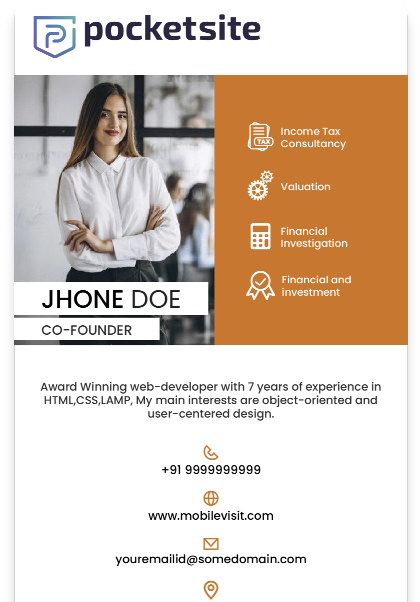 pocketsite
TAX
Income Tax
Consultancy
Valuation
Financial
Investigation
Financial and
investment
JHONE DOE
CO-FOUNDER
Award Winning web-developer with 7 years of experience in
HTML,CSS,LAMP, My main interests are object-oriented and
user-centered design.
+91 9999999999
www.mobilevisit.com
youremailid@somedomain.com